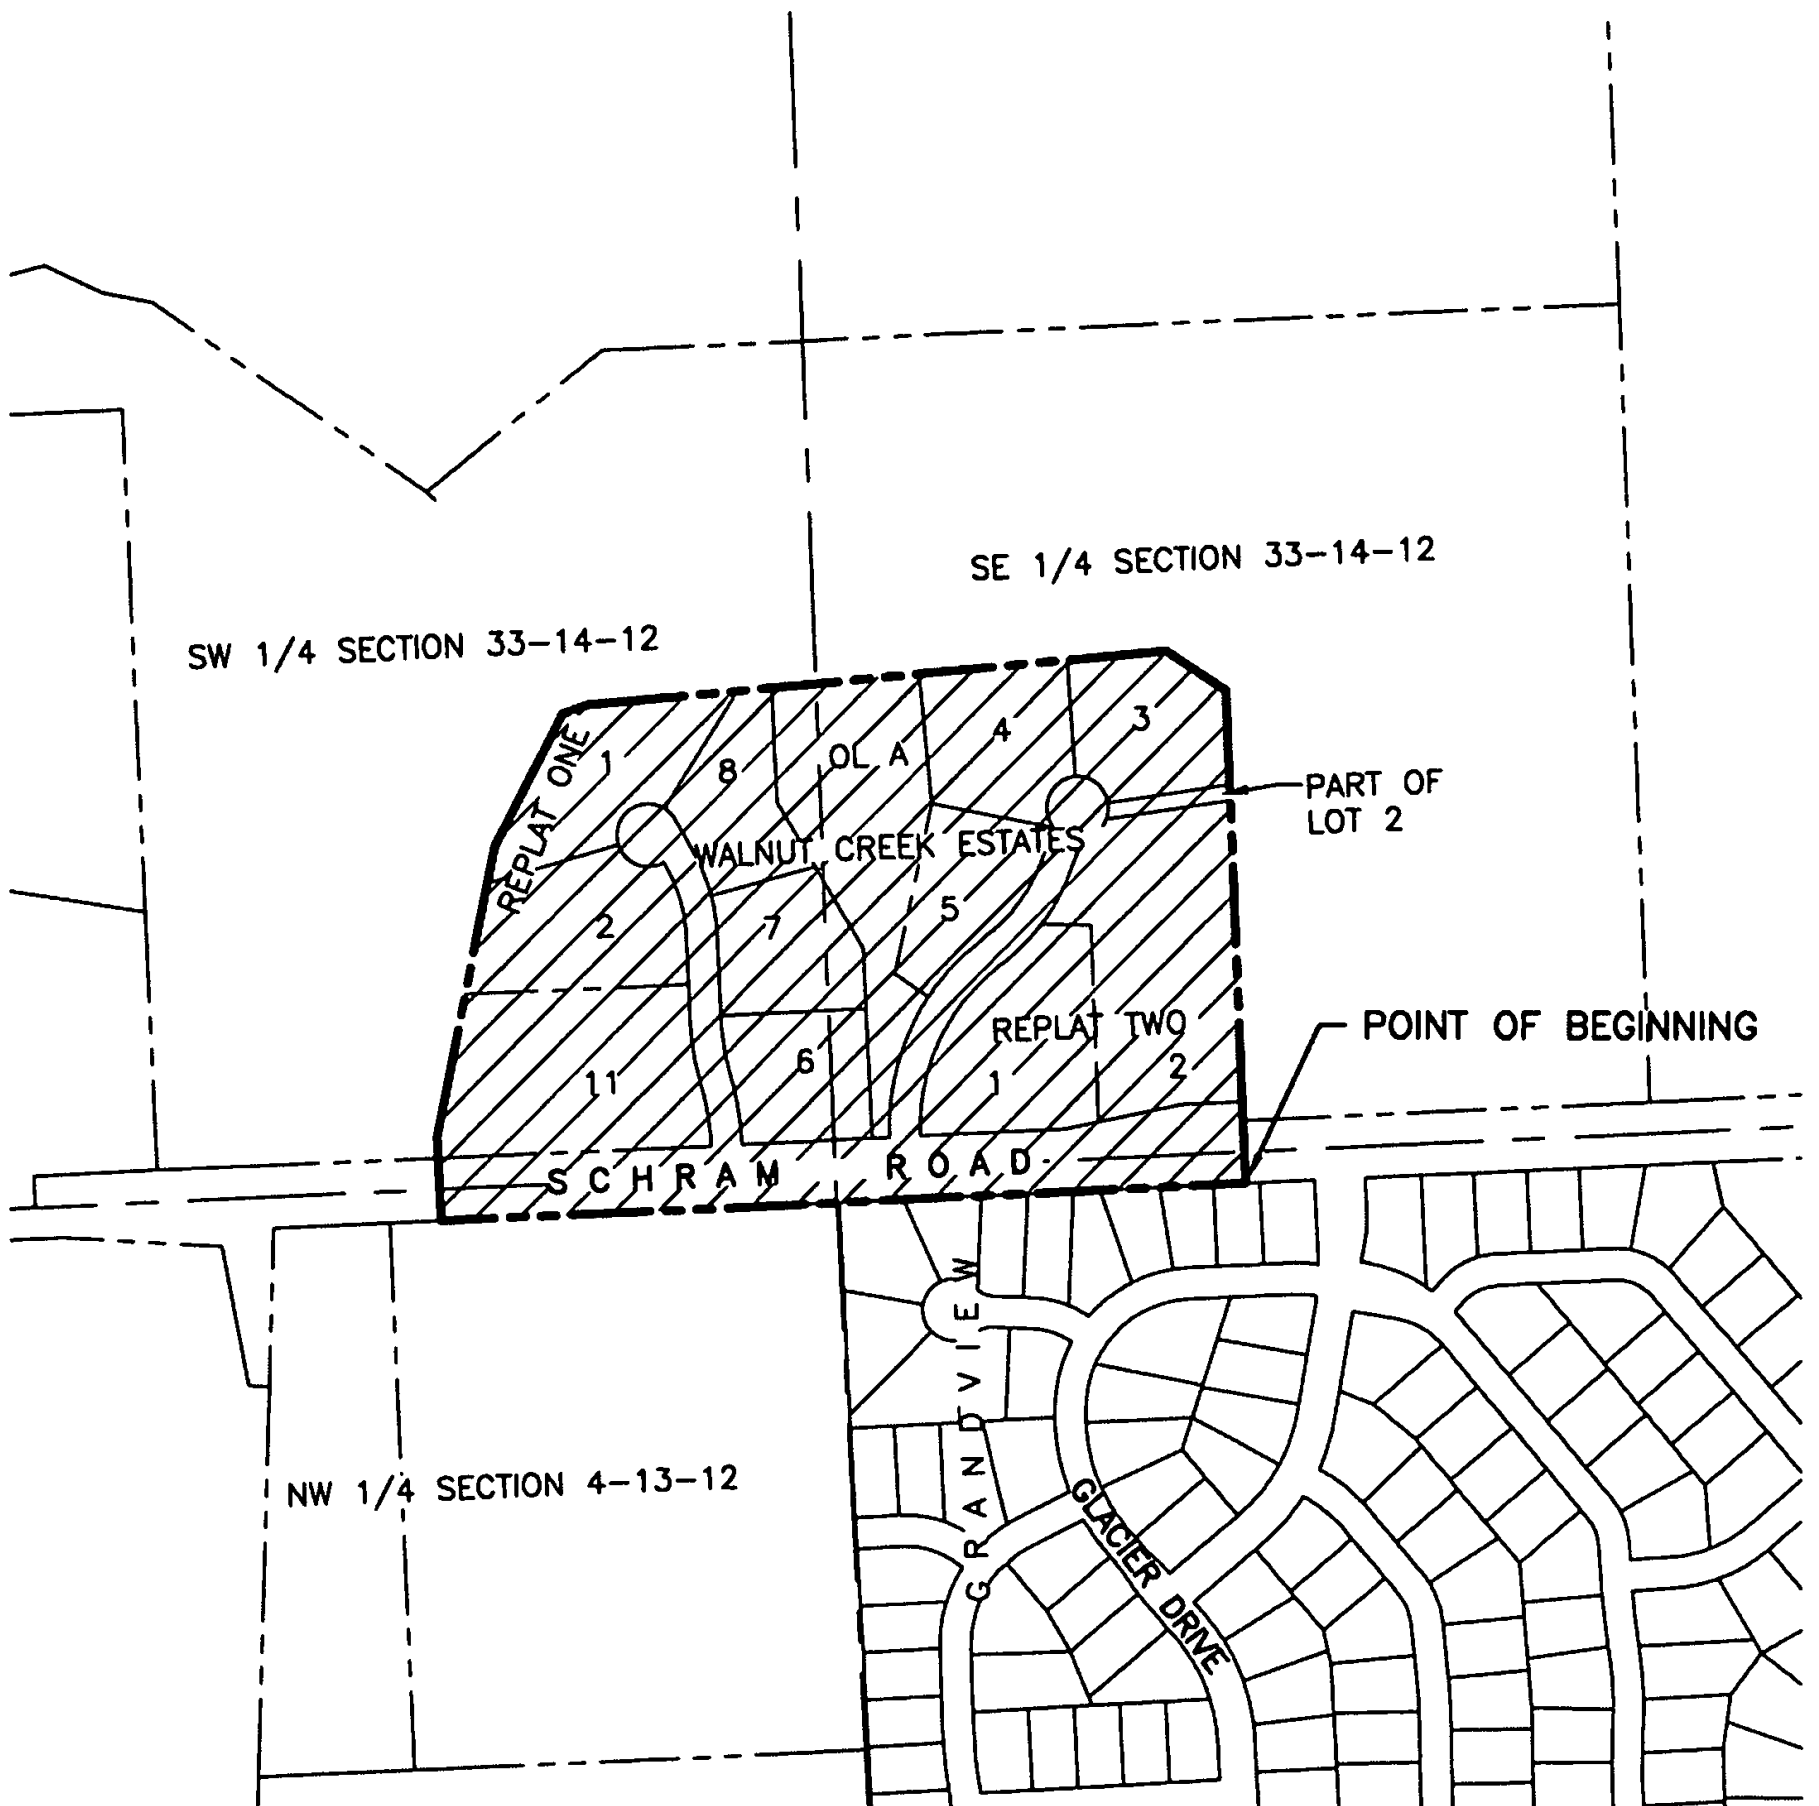 SE 1/4 SECTION 33-14-12
SW 1/4 SECTION 33-14-12
REPLAT ONE
1
8
OL A
4
3
PART OF
LOT 2
WALNUT CREEK ESTATES
2
7
5
REPLAT TWO
POINT OF BEGINNING
11
6
1
2
SCHRAM ROAD
GRANDVIEW
NW 1/4 SECTION 4-13-12
GLACIER DRIVE